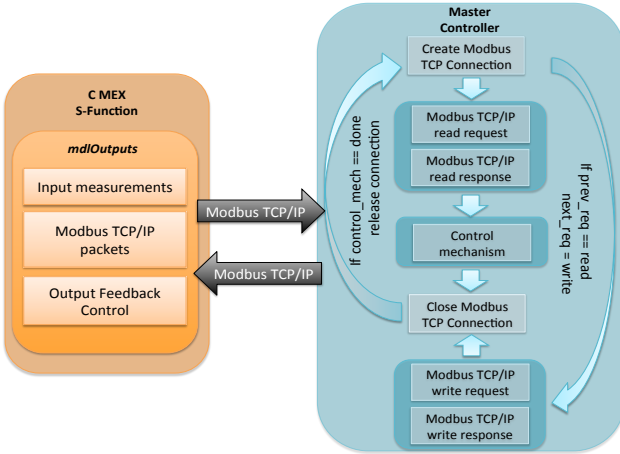 C MEX
S-Function
mdlOutputs
Input measurements
Modbus TCP/IP
packets
Output Feedback
Control
Modbus TCP/IP
Modbus TCP/IP
Master
Controller
Create Modbus
TCP Connection
Modbus TCP/IP
read request
Modbus TCP/IP
read response
Control
mechanism
Close Modbus
TCP Connection
Modbus TCP/IP
write request
Modbus TCP/IP
write response
If control_mech == done
release connection
If prev_req == read
next_req = write